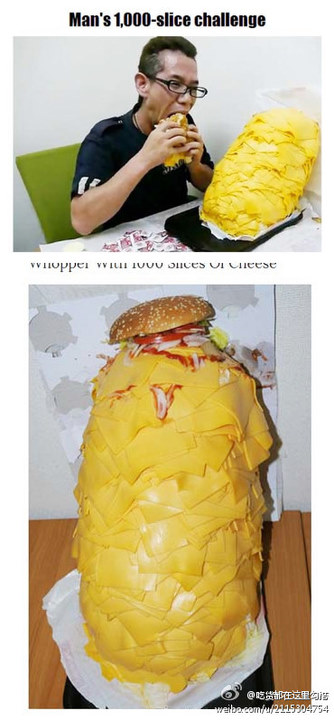 Man's 1,000-slice challenge
Whopper With 1000 Slices Of Cheese
@吃货都在这里勾搭
weibo.com/u/2115304754